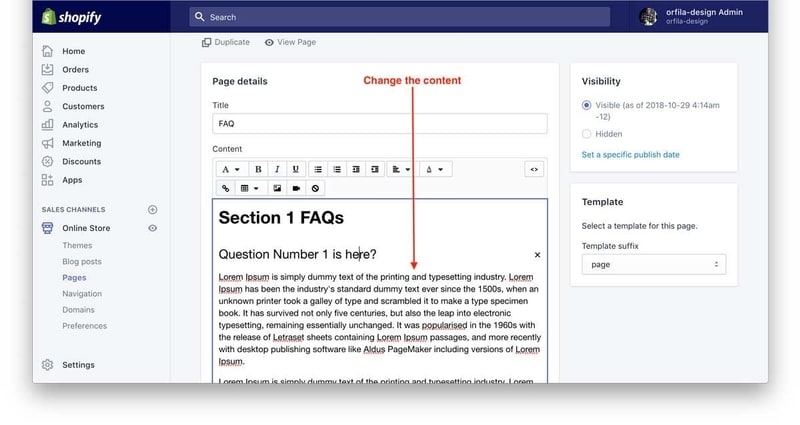 shopify
Search
orfila-design Admin
orfila-design
Home
Orders
Products
Customers
Analytics
Marketing
Discounts
Apps
SALES CHANNELS
Online Store
Themes
Blog posts
Pages
Navigation
Domains
Preferences
Settings
Duplicate
View Page
Page details
Change the content
Title
FAQ
Content
A
B
I
U
A
<>
Section 1 FAQs
Question Number 1 is here?
×
Lorem Ipsum is simply dummy text of the printing and typesetting industry. Lorem
Ipsum has been the industry's standard dummy text ever since the 1500s, when an
unknown printer took a galley of type and scrambled it to make a type specimen
book. It has survived not only five centuries, but also the leap into electronic
typesetting, remaining essentially unchanged. It was popularised in the 1960s with
the release of Letraset sheets containing Lorem Ipsum passages, and more recently
with desktop publishing software like Aldus PageMaker including versions of Lorem
Ipsum.
Lorem Ipsum is simply dummy text of the printing and typesetting industry. Lorem
Visibility
Visible (as of 2018-10-29 4:14am
-12)
Hidden
Set a specific publish date
Template
Select a template for this page.
Template suffix
page